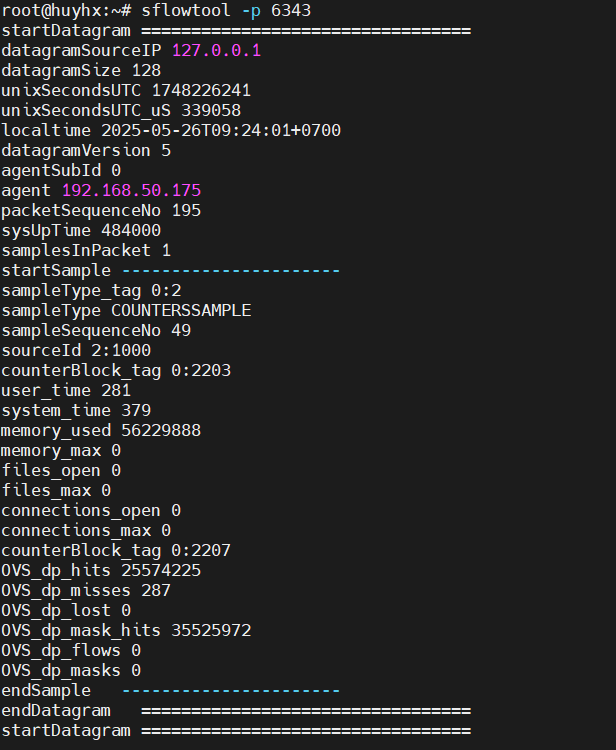 root@huyhx:~# sflowtool -p 6343
startDatagram =================================
datagramSourceIP 127.0.0.1
datagramSize 128
unixSecondsUTC 1748226241
unixSecondsUTC_uS 339058
localtime 2025-05-26T09:24:01+0700
datagramVersion 5
agentSubId 0
agent 192.168.50.175
packetSequenceNo 195
sysUpTime 484000
samplesInPacket 1
startSample ----------------------
sampleType_tag 0:2
sampleType COUNTERSSAMPLE
sampleSequenceNo 49
sourceId 2:1000
counterBlock_tag 0:2203
user_time 281
system_time 379
memory_used 56229888
memory_max 0
files_open 0
files_max 0
connections_open 0
connections_max 0
counterBlock_tag 0:2207
OVS_dp_hits 25574225
OVS_dp_misses 287
OVS_dp_lost 0
OVS_dp_mask_hits 35525972
OVS_dp_flows 0
OVS_dp_masks 0
endSample   ----------------------
endDatagram   =================================
startDatagram =================================